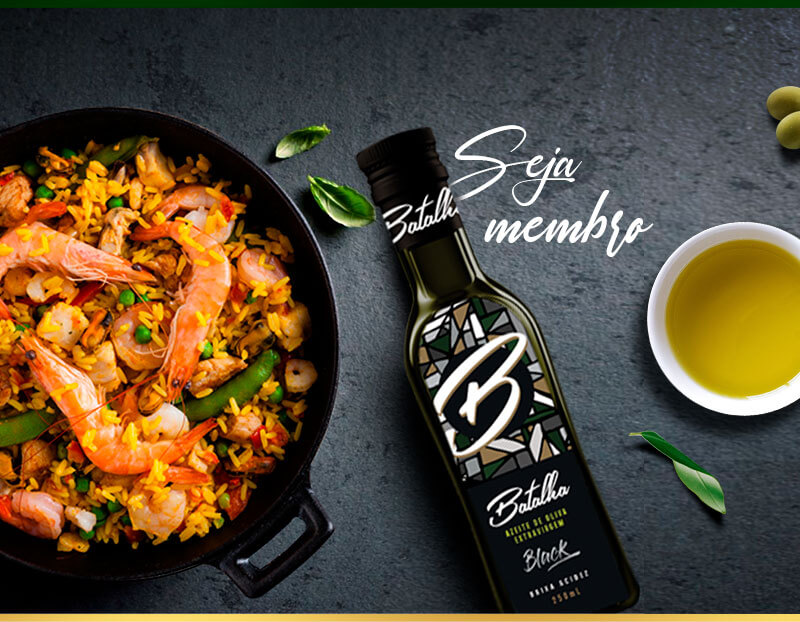 Seja
membro
Batalha
B
Batalha
AZEITE DE OLIVA
EXTRAVIRGEM
Black
BAIXA ACIDEZ
250mL